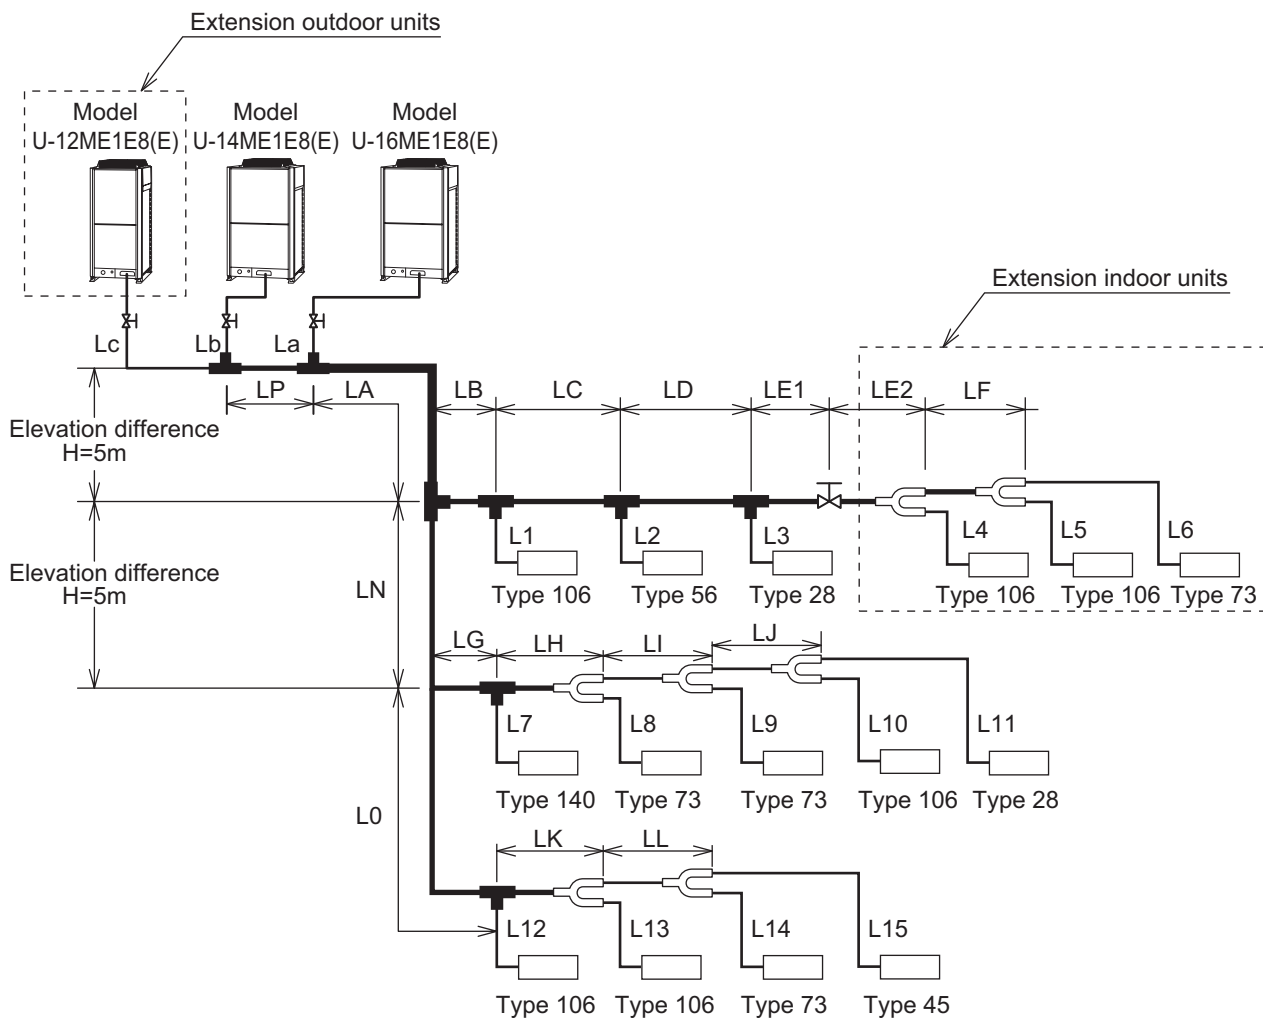 Extension outdoor units
Model
U-12ME1E8(E)
Model
U-14ME1E8(E)
Model
U-16ME1E8(E)
Extension indoor units
Lc
Lb
La
LP
LA
LB
LC
LD
LE1
LE2
LF
Elevation difference
H=5m
L1
L2
L3
L4
L5
L6
Type 106
Type 56
Type 28
Type 106
Type 106
Type 73
Elevation difference
H=5m
LN
LG
LH
LI
LJ
L7
L8
L9
L10
L11
Type 140
Type 73
Type 73
Type 106
Type 28
L0
LK
LL
L12
L13
L14
L15
Type 106
Type 106
Type 73
Type 45